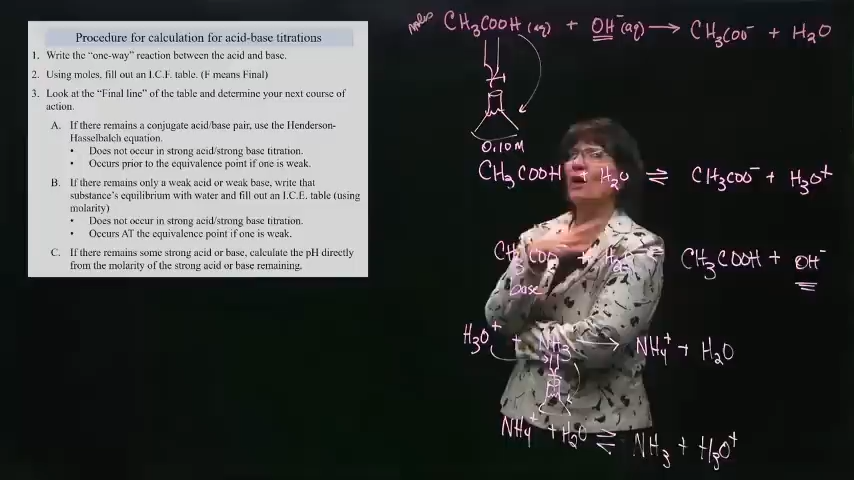 Procedure for calculation for acid-base titrations
1. Write the “one-way” reaction between the acid and base.
2. Using moles, fill out an I.C.F. table. (F means Final)
3. Look at the “Final line” of the table and determine your next course of
action.
A. If there remains a conjugate acid/base pair, use the Henderson-
Hasselbalch equation.
• Does not occur in strong acid/strong base titration.
• Occurs prior to the equivalence point if one is weak.
B. If there remains only a weak acid or weak base, write that
substance's equilibrium with water and fill out an I.C.E. table (using
molarity)
• Does not occur in strong acid/strong base titration.
• Occurs AT the equivalence point if one is weak.
C. If there remains some strong acid or base, calculate the pH directly
from the molarity of the strong acid or base remaining.
moles CH₃COOH(aq) + OH⁻(aq) → CH₃COO⁻ + H₂O
0.10M
CH₃COOH + H₂O ⇌ CH₃COO⁻ + H₃O⁺
CH₃COO + H₂O CH₃COOH + OH⁻
base
H₃O⁺ + NH₃ → NH₄⁺ + H₂O
NH₄⁺ + H₂O ⇌ NH₃ + H₃O⁺